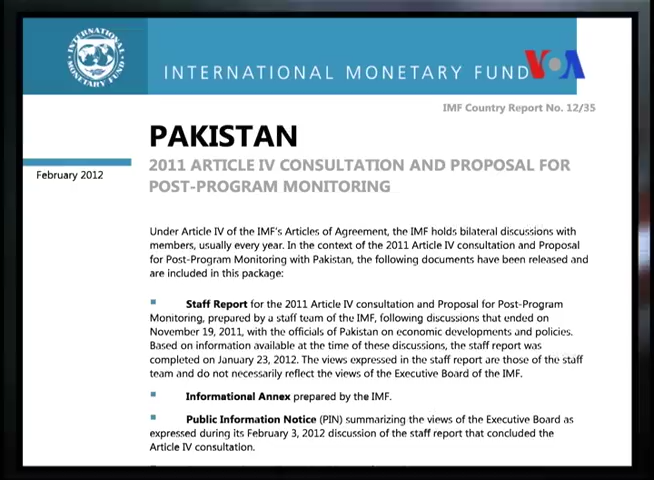 INTERNATIONAL MONETARY FUND
INTERNATIONAL MONETARY FUND
VOA
IMF Country Report No. 12/35
PAKISTAN
February 2012
2011 ARTICLE IV CONSULTATION AND PROPOSAL FOR
POST-PROGRAM MONITORING
Under Article IV of the IMF's Articles of Agreement, the IMF holds bilateral discussions with
members, usually every year. In the context of the 2011 Article IV consultation and Proposal
for Post-Program Monitoring with Pakistan, the following documents have been released and
are included in this package:
▪ Staff Report for the 2011 Article IV consultation and Proposal for Post-Program
Monitoring, prepared by a staff team of the IMF, following discussions that ended on
November 19, 2011, with the officials of Pakistan on economic developments and policies.
Based on information available at the time of these discussions, the staff report was
completed on January 23, 2012. The views expressed in the staff report are those of the staff
team and do not necessarily reflect the views of the Executive Board of the IMF.
▪ Informational Annex prepared by the IMF.
▪ Public Information Notice (PIN) summarizing the views of the Executive Board as
expressed during its February 3, 2012 discussion of the staff report that concluded the
Article IV consultation.